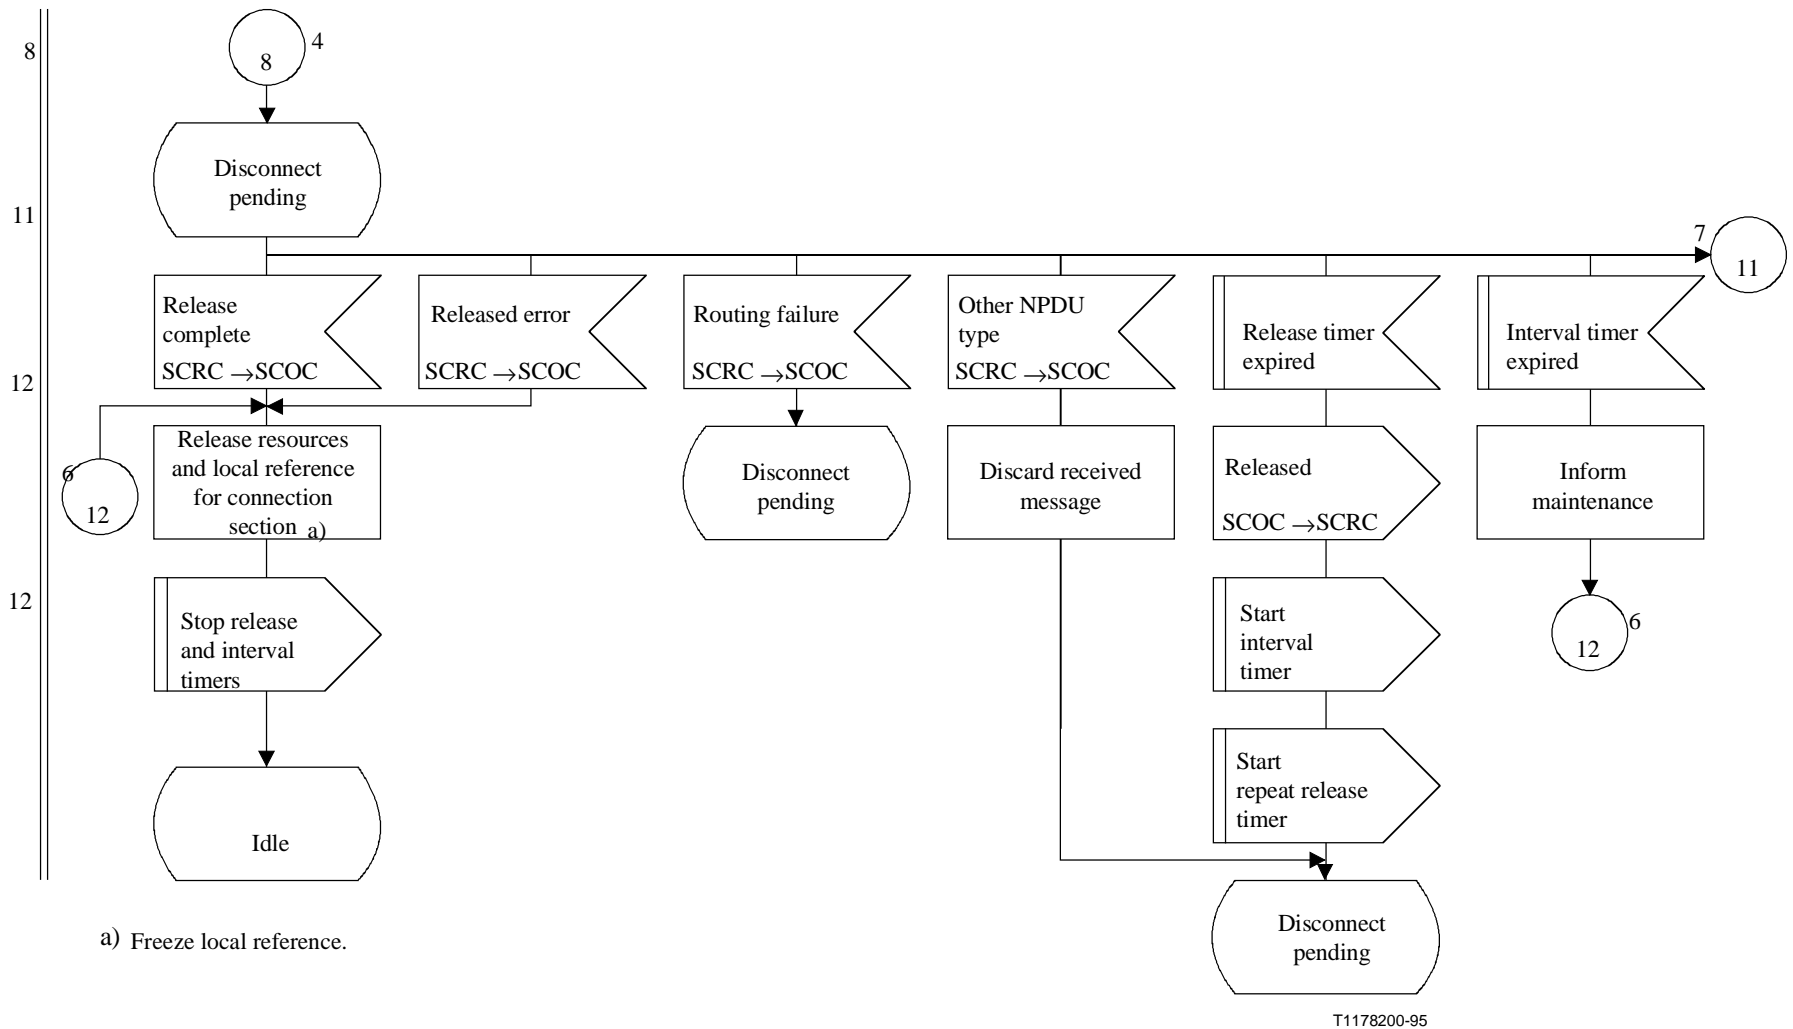 8
4
8
Disconnect
pending
11
7
11
Release
complete
SCRC →SCOC
Released error
SCRC →SCOC
Routing failure
SCRC →SCOC
Other NPDU
type
SCRC →SCOC
Release timer
expired
Interval timer
expired
12
6
12
Release resources
and local reference
for connection
section a)
Disconnect
pending
Discard received
message
Released
SCOC →SCRC
Inform
maintenance
12
Stop release
and interval
timers
Start
interval
timer
6
12
Start
repeat release
timer
Idle
Disconnect
pending
a) Freeze local reference.
T1178200-95